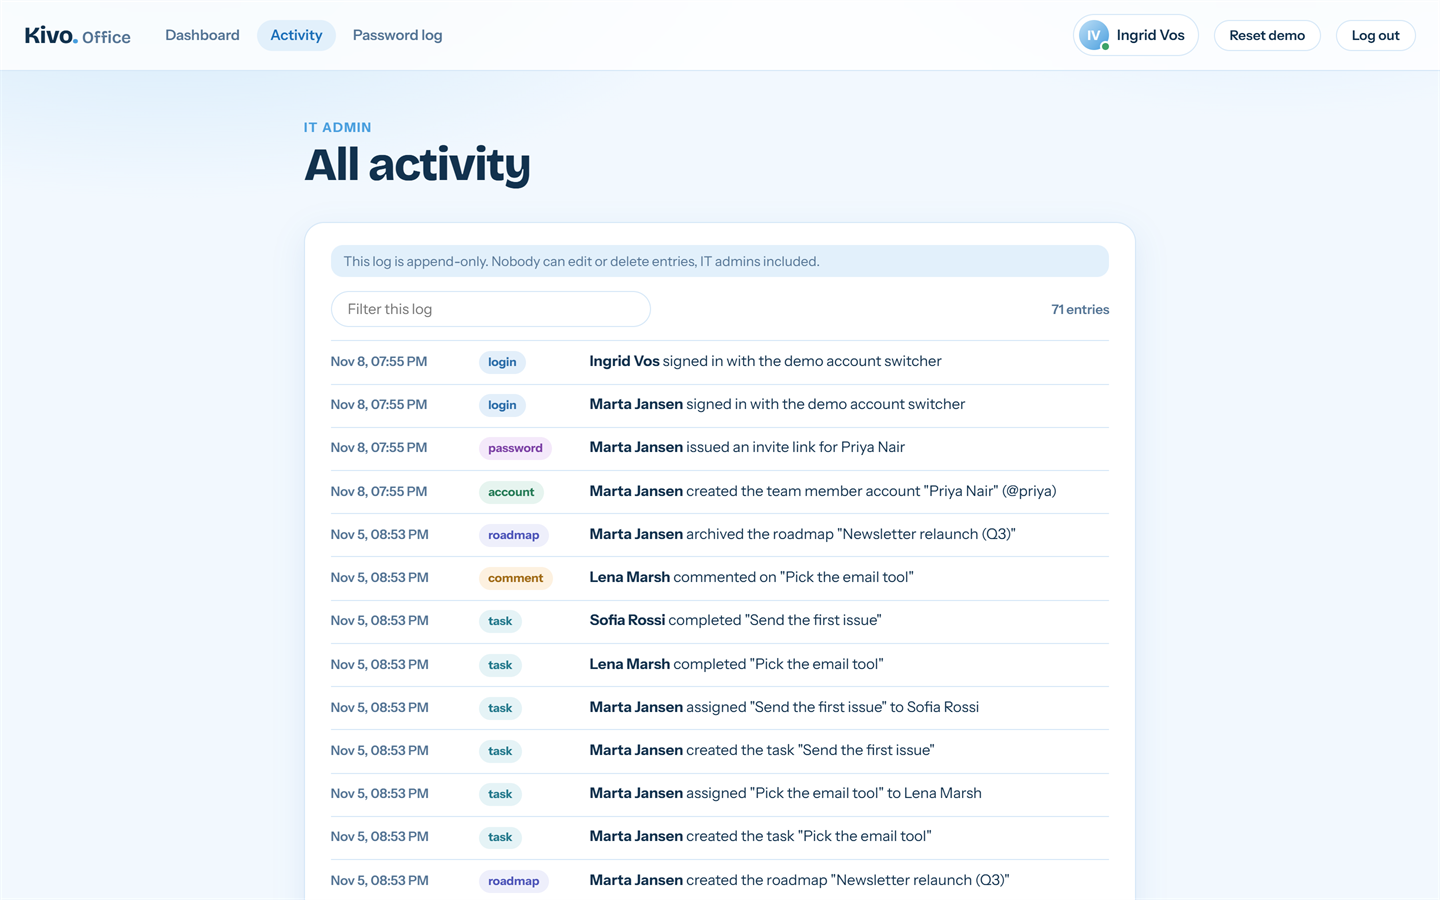 Kivo. Office Dashboard Activity Password log IV Ingrid Vos Reset demo Log out
IT ADMIN
All activity
This log is append-only. Nobody can edit or delete entries, IT admins included.
Filter this log 71 entries
Nov 8, 07:55 PM login Ingrid Vos signed in with the demo account switcher
Nov 8, 07:55 PM login Marta Jansen signed in with the demo account switcher
Nov 8, 07:55 PM password Marta Jansen issued an invite link for Priya Nair
Nov 8, 07:55 PM account Marta Jansen created the team member account "Priya Nair" (@priya)
Nov 5, 08:53 PM roadmap Marta Jansen archived the roadmap "Newsletter relaunch (Q3)"
Nov 5, 08:53 PM comment Lena Marsh commented on "Pick the email tool"
Nov 5, 08:53 PM task Sofia Rossi completed "Send the first issue"
Nov 5, 08:53 PM task Lena Marsh completed "Pick the email tool"
Nov 5, 08:53 PM task Marta Jansen assigned "Send the first issue" to Sofia Rossi
Nov 5, 08:53 PM task Marta Jansen created the task "Send the first issue"
Nov 5, 08:53 PM task Marta Jansen assigned "Pick the email tool" to Lena Marsh
Nov 5, 08:53 PM task Marta Jansen created the task "Pick the email tool"
Nov 5, 08:53 PM roadmap Marta Jansen created the roadmap "Newsletter relaunch (Q3)"